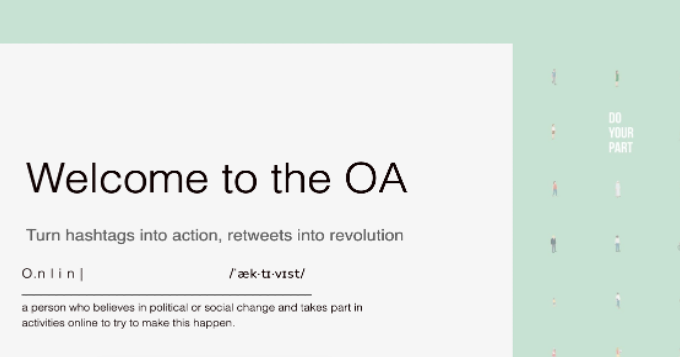 Welcome to the OA
Turn hashtags into action, retweets into revolution
O.n l i n | /ˈæk·tɪ·vɪst/
a person who believes in political or social change and takes part in
activities online to try to make this happen.
DO
YOUR
PART